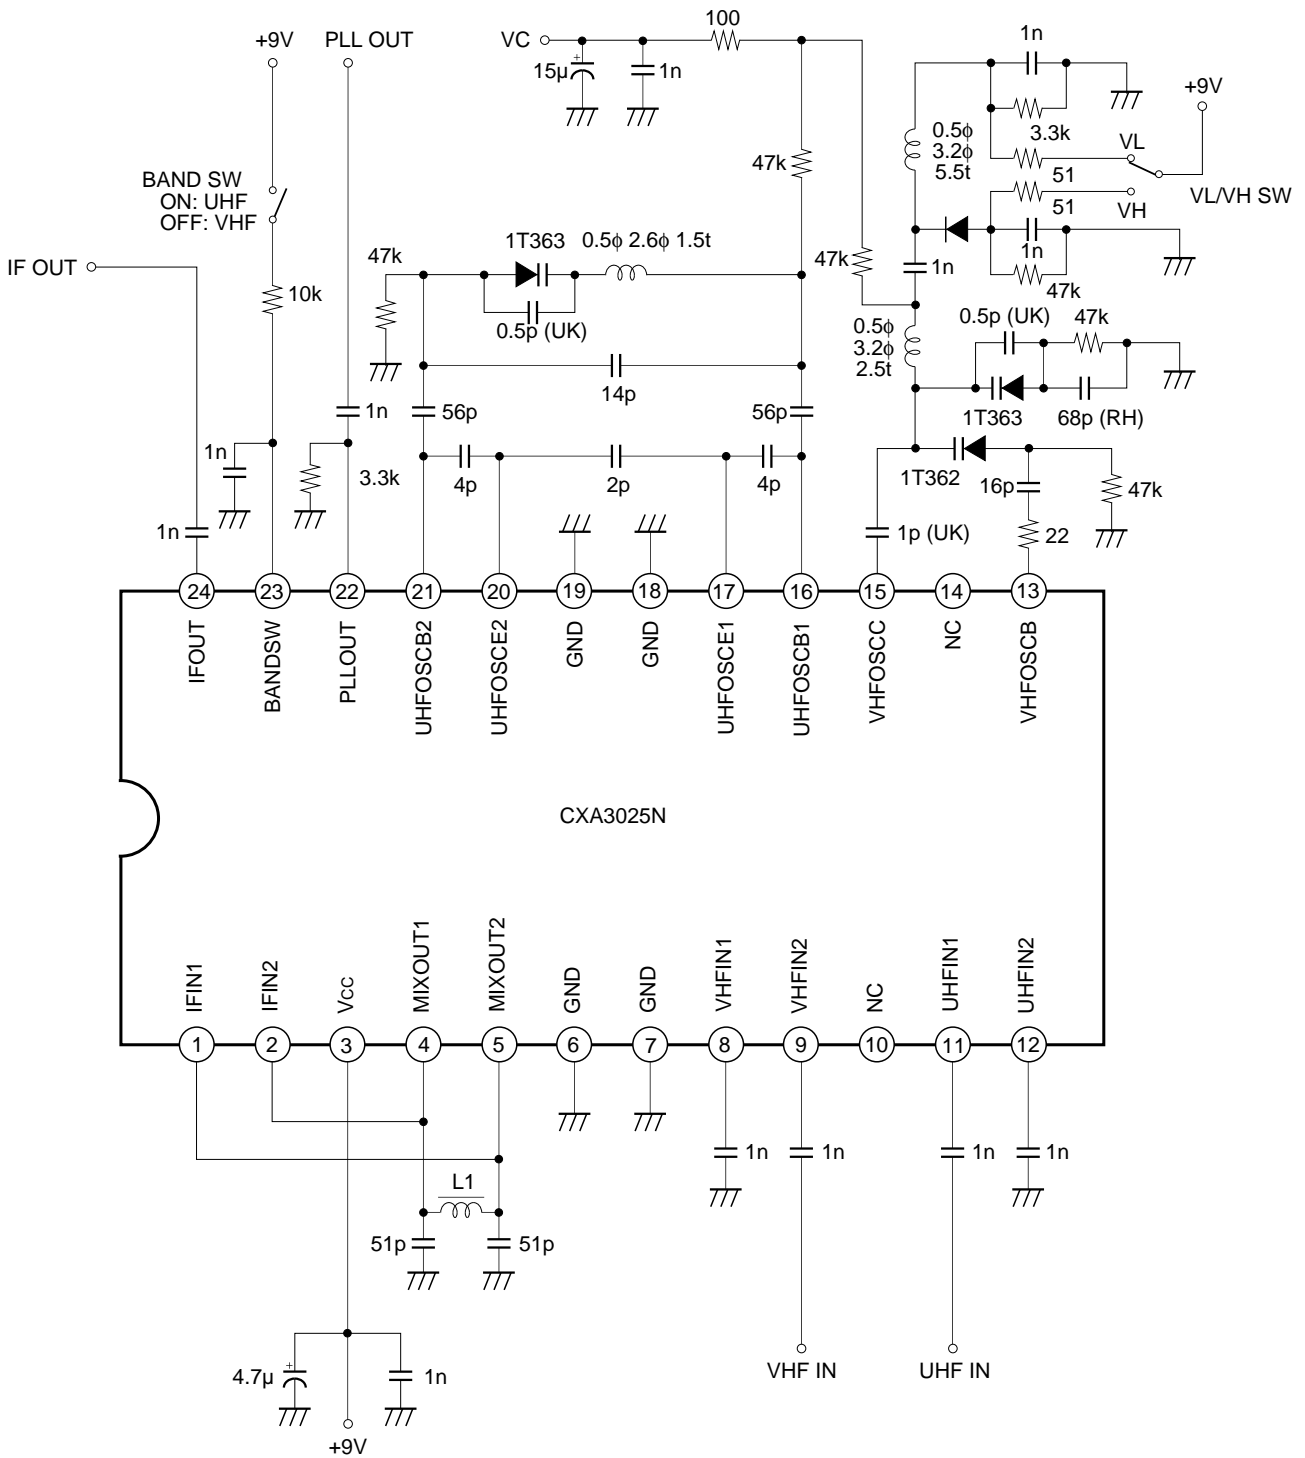 +9V
PLL OUT
VC
100
15µ
+
1n
1n
+9V
0.5ϕ
3.2ϕ
5.5t
3.3k
VL
51
51
VH
VL/VH SW
47k
BAND SW
ON: UHF
OFF: VHF
IF OUT
10k
47k
1T363
0.5ϕ 2.6ϕ 1.5t
0.5p (UK)
47k
1n
1n
47k
0.5ϕ
3.2ϕ
2.5t
0.5p (UK)
47k
1T363
68p (RH)
14p
1n
56p
56p
1n
3.3k
4p
2p
4p
1T362
16p
47k
1n
1p (UK)
22
24
23
22
21
20
19
18
17
16
15
14
13
IFOUT
BANDSW
PLLOUT
UHFOSCB2
UHFOSCE2
GND
GND
UHFOSCE1
UHFOSCB1
VHFOSCC
NC
VHFOSCB
CXA3025N
IFIN1
IFIN2
VCC
MIXOUT1
MIXOUT2
GND
GND
VHFIN1
VHFIN2
NC
UHFIN1
UHFIN2
1
2
3
4
5
6
7
8
9
10
11
12
1n
1n
1n
1n
L1
51p
51p
+
4.7µ
1n
VHF IN
UHF IN
+9V